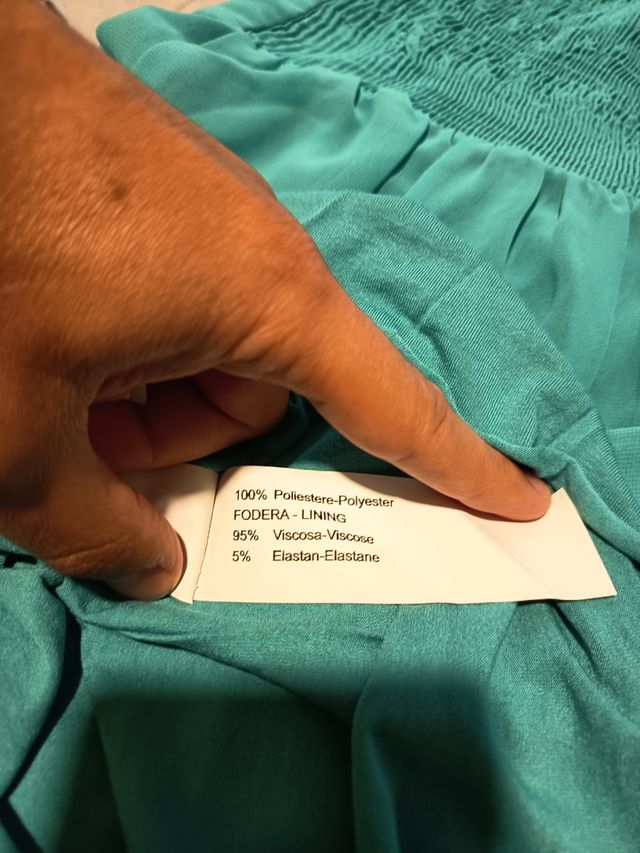 100% Poliestere-Polyester
FODERA - LINING
95% Viscosa-Viscose
5% Elastan-Elastane